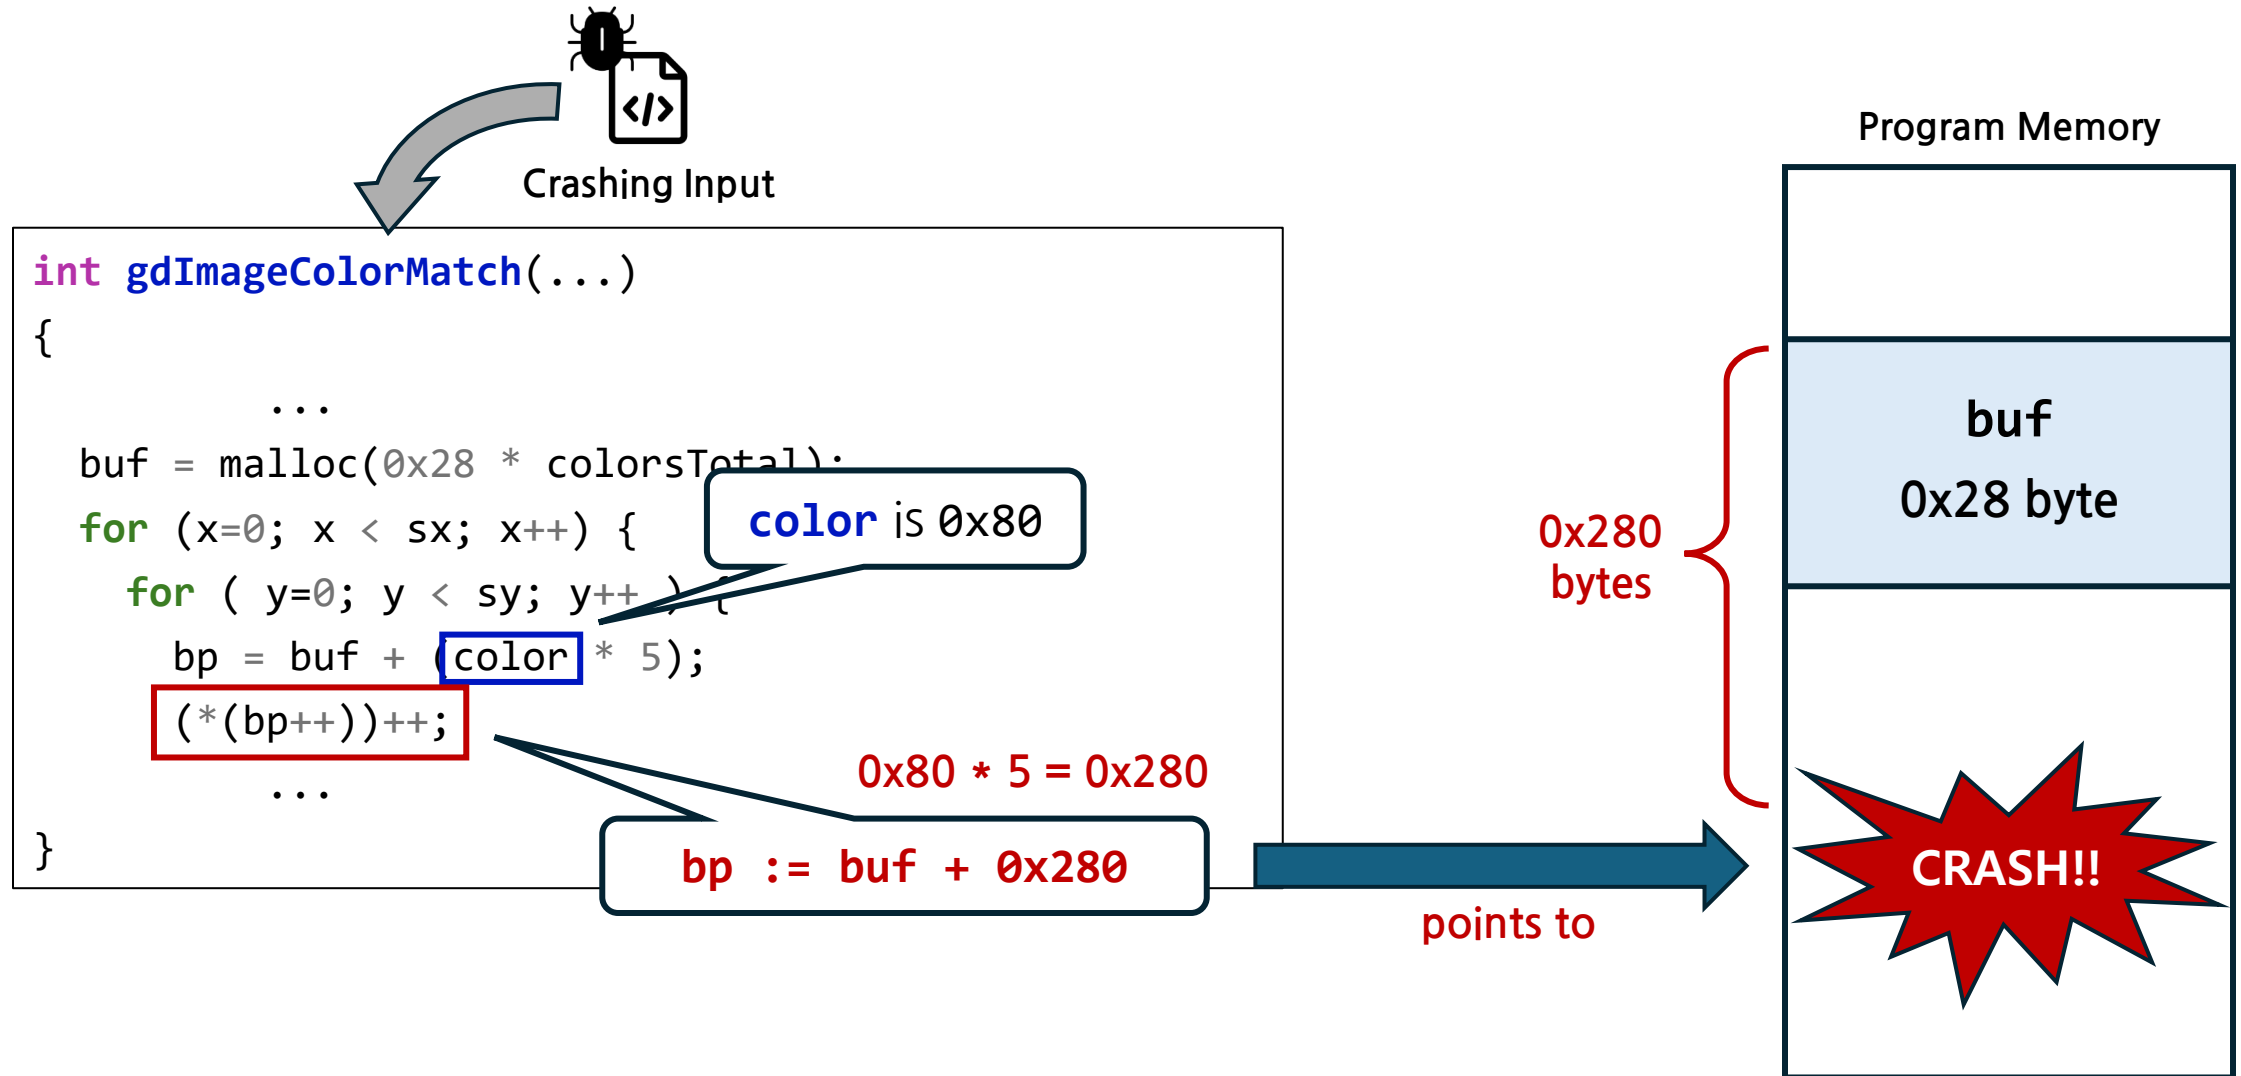 Crashing Input
int gdImageColorMatch(...)
{
...
buf = malloc(0x28 * colorsTotal);
for (x=0; x < sx; x++) {
for ( y=0; y < sy; y++ ) {
bp = buf + (color * 5);
(*(bp++))++;
...
}
color is 0x80
0x80 * 5 = 0x280
bp := buf + 0x280
points to
0x280
bytes
Program Memory
buf
0x28 byte
CRASH!!